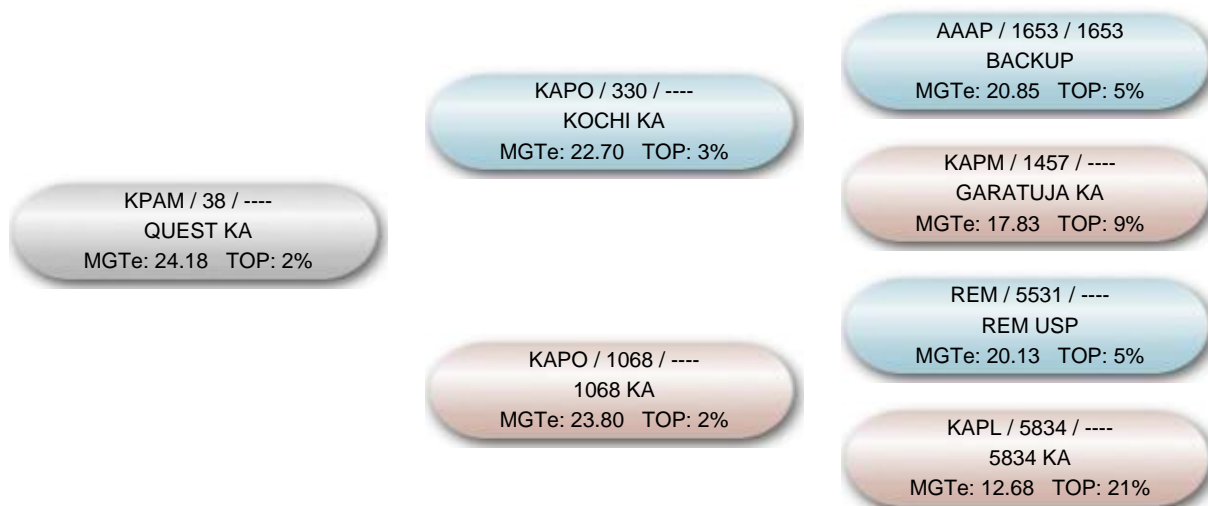 KPAM / 38 / ----
QUEST KA
MGTe: 24.18 TOP: 2%
KAPO / 330 / ----
KOCHI KA
MGTe: 22.70 TOP: 3%
KAPO / 1068 / ----
1068 KA
MGTe: 23.80 TOP: 2%
AAAP / 1653 / 1653
BACKUP
MGTe: 20.85 TOP: 5%
KAPM / 1457 / ----
GARATUJA KA
MGTe: 17.83 TOP: 9%
REM / 5531 / ----
REM USP
MGTe: 20.13 TOP: 5%
KAPL / 5834 / ----
5834 KA
MGTe: 12.68 TOP: 21%